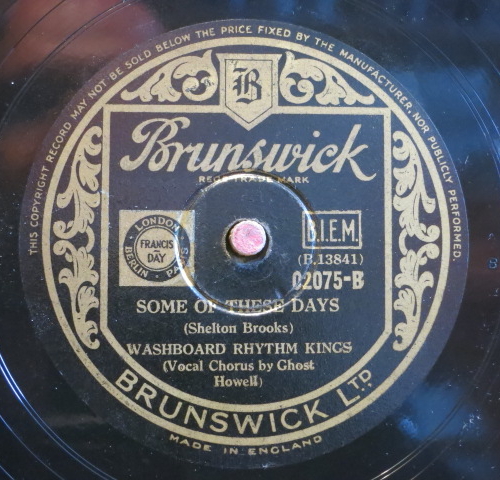 THIS COPYRIGHT RECORD MAY NOT BE SOLD BELOW THE PRICE FIXED BY THE MANUFACTURER, NOR PUBLICLY PERFORMED.
B
Brunswick
REGD TRADE MARK
LONDON
FRANCIS
DAY
BERLIN - PARIS
B.I.E.M.
(B.13841)
02075-B
SOME OF THESE DAYS
(Shelton Brooks)
WASHBOARD RHYTHM KINGS
(Vocal Chorus by Ghost
Howell)
BRUNSWICK LTD
MADE IN ENGLAND